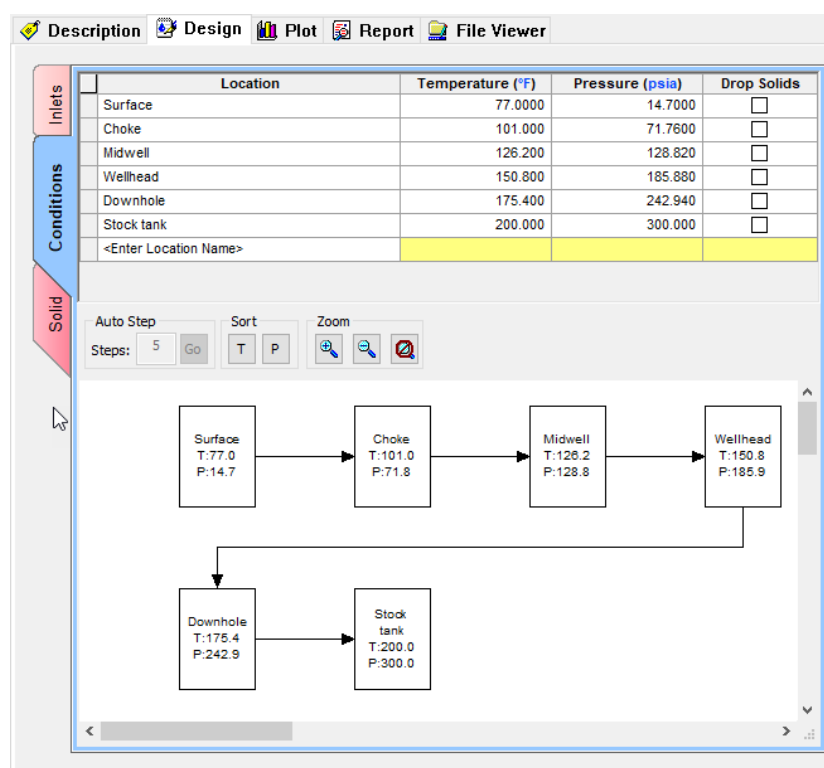 Description Design Plot Report File Viewer
Inlets
Conditions
Solid
Location Temperature (°F) Pressure (psia) Drop Solids
Surface 77.0000 14.7000
Choke 101.000 71.7600
Midwell 126.200 128.820
Wellhead 150.800 185.880
Downhole 175.400 242.940
Stock tank 200.000 300.000
<Enter Location Name>
Auto Step Sort Zoom
Steps: 5 Go T P
Surface
T:77.0
P:14.7
Choke
T:101.0
P:71.8
Midwell
T:126.2
P:128.8
Wellhead
T:150.8
P:185.9
Downhole
T:175.4
P:242.9
Stock
tank
T:200.0
P:300.0